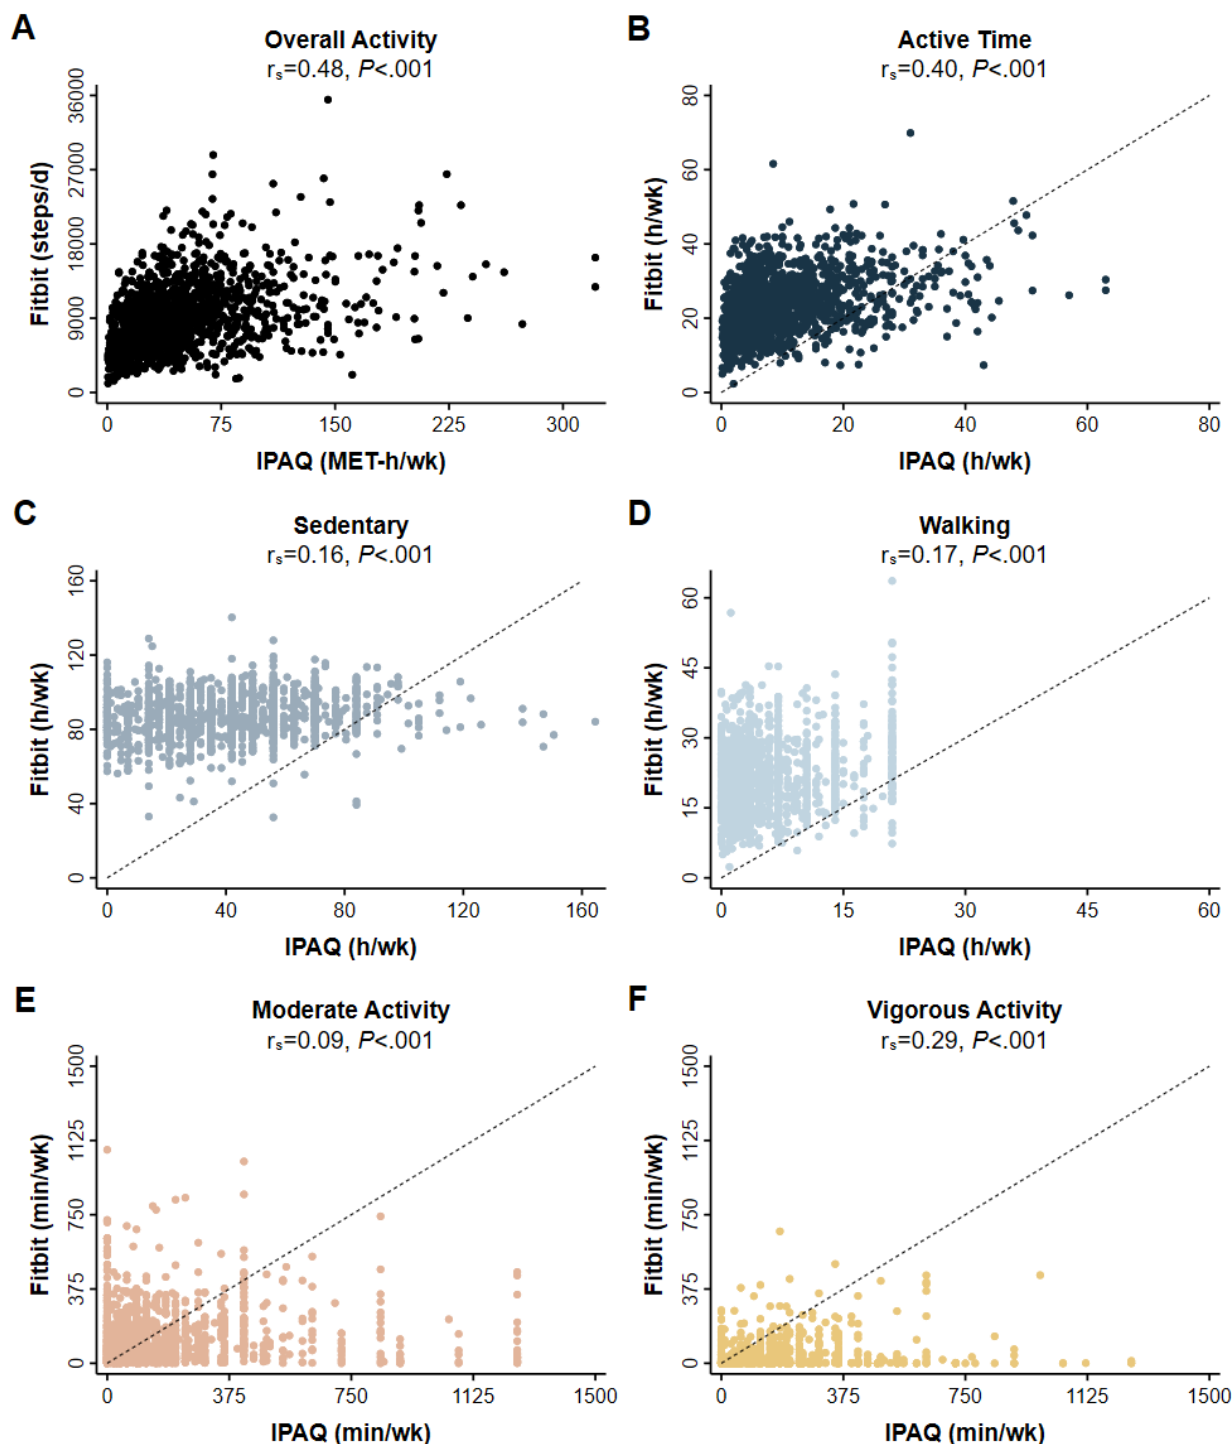 A
Overall Activity
rs=0.48, P<.001
36000
27000
18000
9000
0
Fitbit (steps/d)
0 75 150 225 300
IPAQ (MET-h/wk)
B
Active Time
rs=0.40, P<.001
80
60
40
20
0
Fitbit (h/wk)
0 20 40 60 80
IPAQ (h/wk)
C
Sedentary
rs=0.16, P<.001
160
120
80
40
0
Fitbit (h/wk)
0 40 80 120 160
IPAQ (h/wk)
D
Walking
rs=0.17, P<.001
60
45
30
15
0
Fitbit (h/wk)
0 15 30 45 60
IPAQ (h/wk)
E
Moderate Activity
rs=0.09, P<.001
1500
1125
750
375
0
Fitbit (min/wk)
0 375 750 1125 1500
IPAQ (min/wk)
F
Vigorous Activity
rs=0.29, P<.001
1500
1125
750
375
0
Fitbit (min/wk)
0 375 750 1125 1500
IPAQ (min/wk)